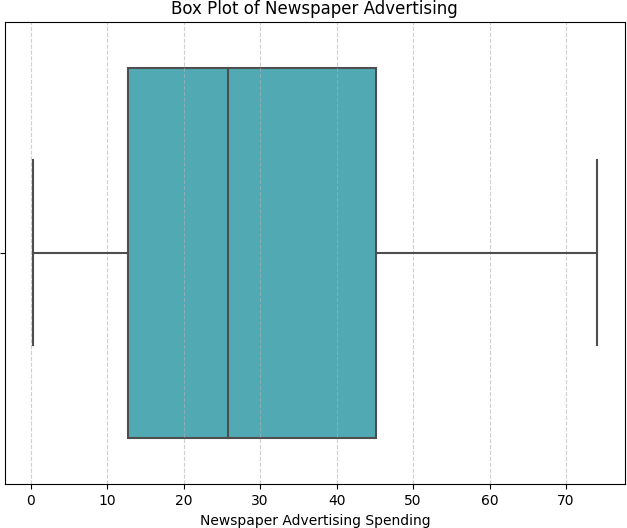 Box Plot of Newspaper Advertising
0 10 20 30 40 50 60 70
Newspaper Advertising Spending